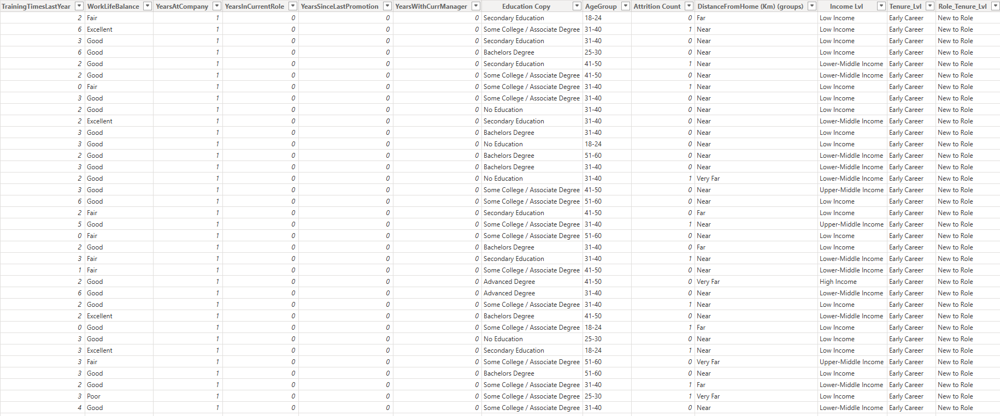 TrainingTimesLastYear WorkLifeBalance YearsAtCompany YearsInCurrentRole YearsSinceLastPromotion YearsWithCurrManager Education Copy AgeGroup Attrition Count DistanceFromHome (Km) (groups) Income Lvl Tenure_Lvl Role_Tenure_Lvl
2 Fair 1 0 0 0 Secondary Education 18-24 0 Far Low Income Early Career New to Role
6 Excellent 1 0 0 0 Some College / Associate Degree 31-40 1 Near Low Income Early Career New to Role
3 Good 1 0 0 0 Secondary Education 31-40 0 Near Low Income Early Career New to Role
6 Good 1 0 0 0 Bachelors Degree 25-30 0 Near Low Income Early Career New to Role
2 Good 1 0 0 0 Secondary Education 41-50 1 Near Lower-Middle Income Early Career New to Role
2 Good 1 0 0 0 Some College / Associate Degree 41-50 0 Near Lower-Middle Income Early Career New to Role
0 Fair 1 0 0 0 Some College / Associate Degree 31-40 1 Near Low Income Early Career New to Role
3 Good 1 0 0 0 Some College / Associate Degree 31-40 0 Near Low Income Early Career New to Role
2 Good 1 0 0 0 No Education 31-40 0 Near Low Income Early Career New to Role
2 Excellent 1 0 0 0 Secondary Education 31-40 0 Near Lower-Middle Income Early Career New to Role
3 Good 1 0 0 0 Bachelors Degree 31-40 0 Near Low Income Early Career New to Role
3 Good 1 0 0 0 No Education 18-24 0 Near Low Income Early Career New to Role
2 Good 1 0 0 0 Bachelors Degree 51-60 0 Near Lower-Middle Income Early Career New to Role
3 Good 1 0 0 0 Bachelors Degree 31-40 0 Near Lower-Middle Income Early Career New to Role
2 Good 1 0 0 0 No Education 31-40 1 Very Far Lower-Middle Income Early Career New to Role
3 Good 1 0 0 0 Some College / Associate Degree 41-50 0 Near Upper-Middle Income Early Career New to Role
6 Good 1 0 0 0 Some College / Associate Degree 51-60 0 Near Low Income Early Career New to Role
2 Fair 1 0 0 0 Secondary Education 41-50 0 Far Low Income Early Career New to Role
5 Good 1 0 0 0 Some College / Associate Degree 31-40 1 Near Upper-Middle Income Early Career New to Role
0 Fair 1 0 0 0 Some College / Associate Degree 51-60 0 Near Low Income Early Career New to Role
2 Good 1 0 0 0 Bachelors Degree 31-40 0 Far Low Income Early Career New to Role
3 Fair 1 0 0 0 Secondary Education 31-40 1 Near Lower-Middle Income Early Career New to Role
1 Fair 1 0 0 0 Some College / Associate Degree 41-50 0 Near Lower-Middle Income Early Career New to Role
2 Good 1 0 0 0 Advanced Degree 41-50 0 Very Far High Income Early Career New to Role
6 Good 1 0 0 0 Advanced Degree 31-40 0 Near Lower-Middle Income Early Career New to Role
2 Good 1 0 0 0 Some College / Associate Degree 31-40 1 Near Low Income Early Career New to Role
2 Excellent 1 0 0 0 Bachelors Degree 41-50 0 Near Lower-Middle Income Early Career New to Role
0 Good 1 0 0 0 Some College / Associate Degree 18-24 1 Far Low Income Early Career New to Role
3 Good 1 0 0 0 No Education 25-30 0 Near Low Income Early Career New to Role
3 Excellent 1 0 0 0 Secondary Education 18-24 1 Near Low Income Early Career New to Role
3 Fair 1 0 0 0 Some College / Associate Degree 51-60 0 Very Far Upper-Middle Income Early Career New to Role
3 Good 1 0 0 0 Bachelors Degree 51-60 0 Near Low Income Early Career New to Role
2 Good 1 0 0 0 Some College / Associate Degree 31-40 1 Far Lower-Middle Income Early Career New to Role
3 Poor 1 0 0 0 Some College / Associate Degree 25-30 1 Very Far Low Income Early Career New to Role
4 Good 1 0 0 0 Some College / Associate Degree 31-40 0 Near Lower-Middle Income Early Career New to Role